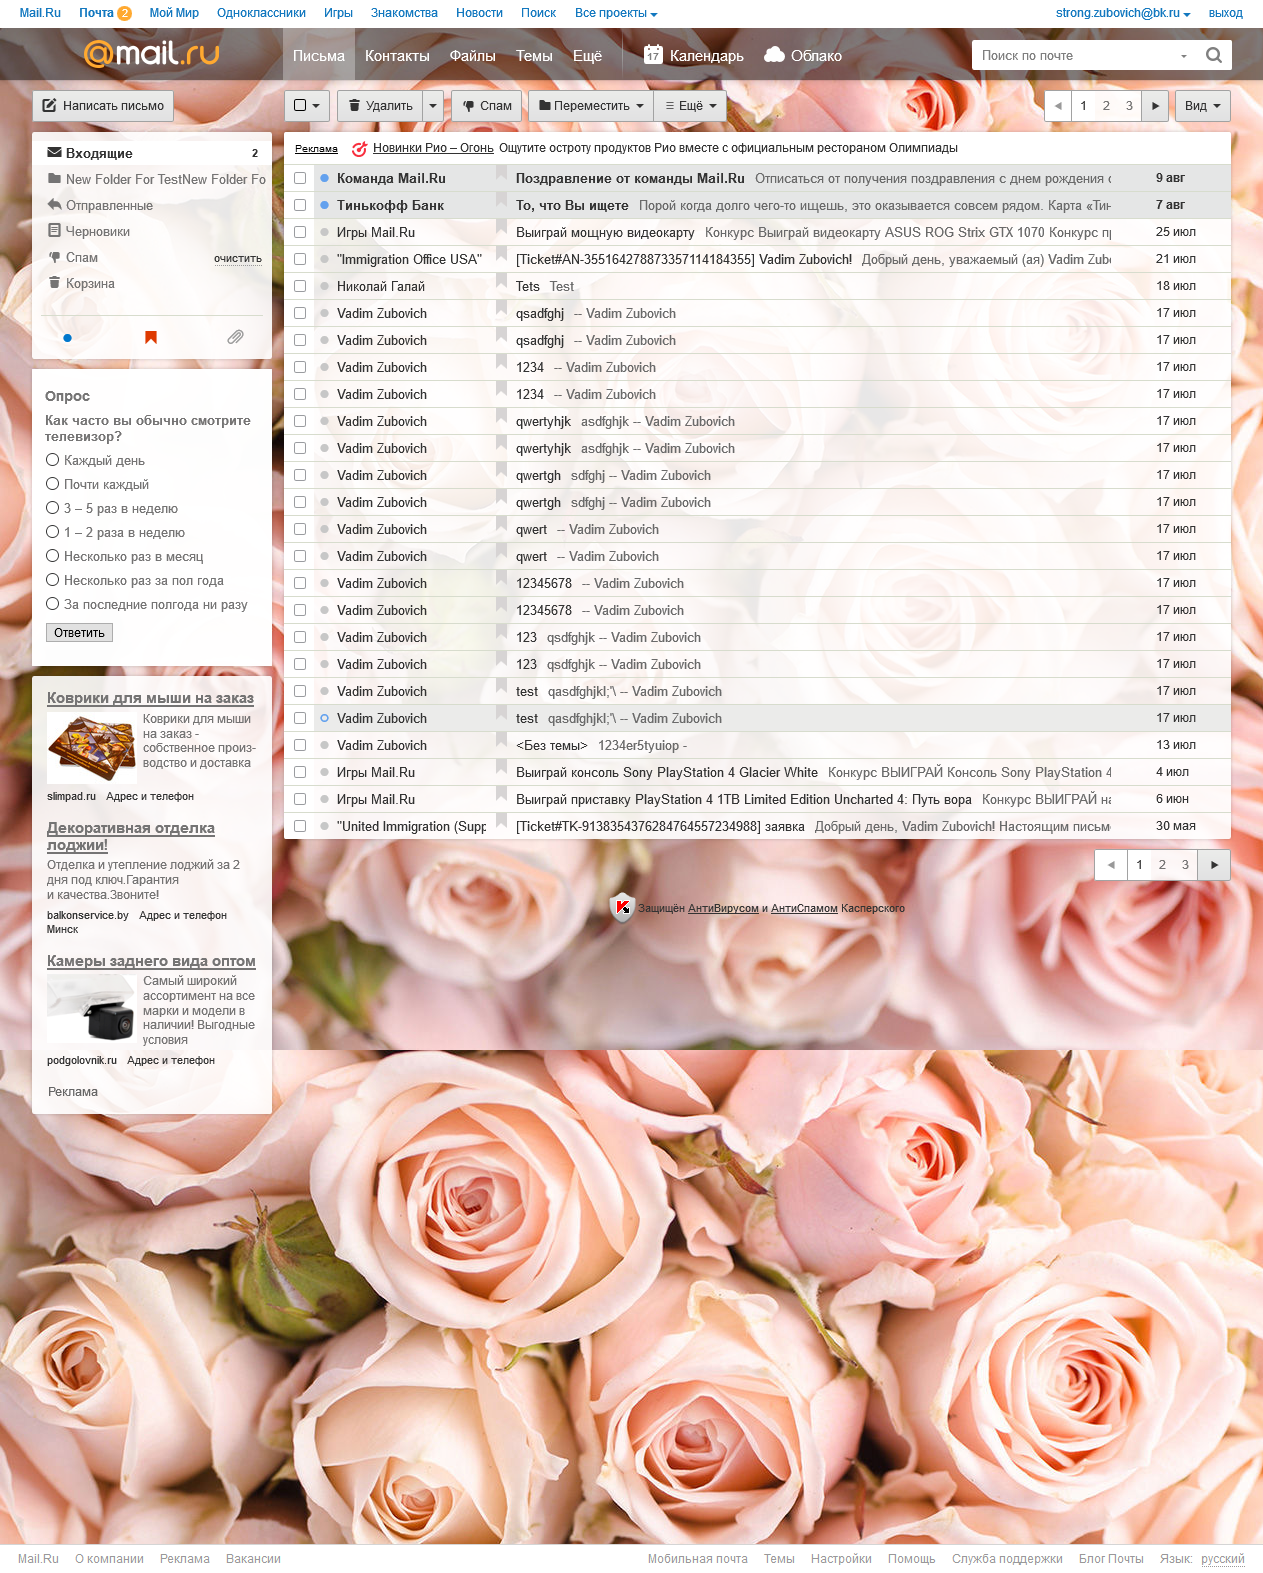 Mail.Ru Почта 2 Мой Мир Одноклассники Игры Знакомства Новости Поиск Все проекты strong.zubovich@bk.ru выход
@mail.ru Письма Контакты Файлы Темы Ещё 17 Календарь Облако Поиск по почте
Написать письмо Удалить Спам Переместить Ещё 1 2 3 Вид
Входящие 2
New Folder For TestNew Folder Fo
Отправленные
Черновики
Спам очистить
Корзина
Опрос
Как часто вы обычно смотрите
телевизор?
Каждый день
Почти каждый
3 – 5 раз в неделю
1 – 2 раза в неделю
Несколько раз в месяц
Несколько раз за пол года
За последние полгода ни разу
Ответить
Коврики для мыши на заказ
Коврики для мыши
на заказ -
собственное произ-
водство и доставка
slimpad.ru Адрес и телефон
Декоративная отделка
лоджии!
Отделка и утепление лоджий за 2
дня под ключ.Гарантия
и качества.Звоните!
balkonservice.by Адрес и телефон
Минск
Камеры заднего вида оптом
Самый широкий
ассортимент на все
марки и модели в
наличии! Выгодные
условия
podgolovnik.ru Адрес и телефон
Реклама
Реклама Новинки Рио – Огонь Ощутите остроту продуктов Рио вместе с официальным рестораном Олимпиады
Команда Mail.Ru Поздравление от команды Mail.Ru Отписаться от получения поздравления с днем рождения с 9 авг
Тинькофф Банк То, что Вы ищете Порой когда долго чего-то ищешь, это оказывается совсем рядом. Карта «Тин 7 авг
Игры Mail.Ru Выиграй мощную видеокарту Конкурс Выиграй видеокарту ASUS ROG Strix GTX 1070 Конкурс пр 25 июл
"Immigration Office USA" [Ticket#AN-355164278873357114184355] Vadim Zubovich! Добрый день, уважаемый (ая) Vadim Zubo 21 июл
Николай Галай Tets Test 18 июл
Vadim Zubovich qsadfghj -- Vadim Zubovich 17 июл
Vadim Zubovich qsadfghj -- Vadim Zubovich 17 июл
Vadim Zubovich 1234 -- Vadim Zubovich 17 июл
Vadim Zubovich 1234 -- Vadim Zubovich 17 июл
Vadim Zubovich qwertyhjk asdfghjk -- Vadim Zubovich 17 июл
Vadim Zubovich qwertyhjk asdfghjk -- Vadim Zubovich 17 июл
Vadim Zubovich qwertgh sdfghj -- Vadim Zubovich 17 июл
Vadim Zubovich qwertgh sdfghj -- Vadim Zubovich 17 июл
Vadim Zubovich qwert -- Vadim Zubovich 17 июл
Vadim Zubovich qwert -- Vadim Zubovich 17 июл
Vadim Zubovich 12345678 -- Vadim Zubovich 17 июл
Vadim Zubovich 12345678 -- Vadim Zubovich 17 июл
Vadim Zubovich 123 qsdfghjk -- Vadim Zubovich 17 июл
Vadim Zubovich 123 qsdfghjk -- Vadim Zubovich 17 июл
Vadim Zubovich test qasdfghjkl;'\ -- Vadim Zubovich 17 июл
Vadim Zubovich test qasdfghjkl;'\ -- Vadim Zubovich 17 июл
Vadim Zubovich <Без темы> 1234er5tyuiop - 13 июл
Игры Mail.Ru Выиграй консоль Sony PlayStation 4 Glacier White Конкурс ВЫИГРАЙ Консоль Sony PlayStation 4 4 июл
Игры Mail.Ru Выиграй приставку PlayStation 4 1TB Limited Edition Uncharted 4: Путь вора Конкурс ВЫИГРАЙ на 6 июн
"United Immigration (Supp [Ticket#TK-9138354376284764557234988] заявка Добрый день, Vadim Zubovich! Настоящим письм 30 мая
1 2 3
Защищён АнтиВирусом и АнтиСпамом Касперского
Mail.Ru О компании Реклама Вакансии Мобильная почта Темы Настройки Помощь Служба поддержки Блог Почты Язык: русский